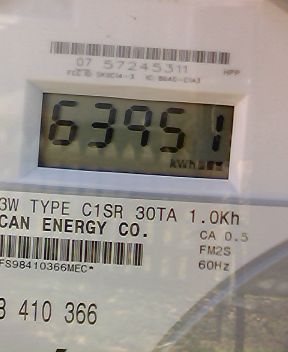 07 57245311
HPP
63951
kWh
3W TYPE C1SR 30TA 1.0Kh
CAN ENERGY CO.
CA 0.5
FM2S
60Hz
FS98410366MEC*
410 366